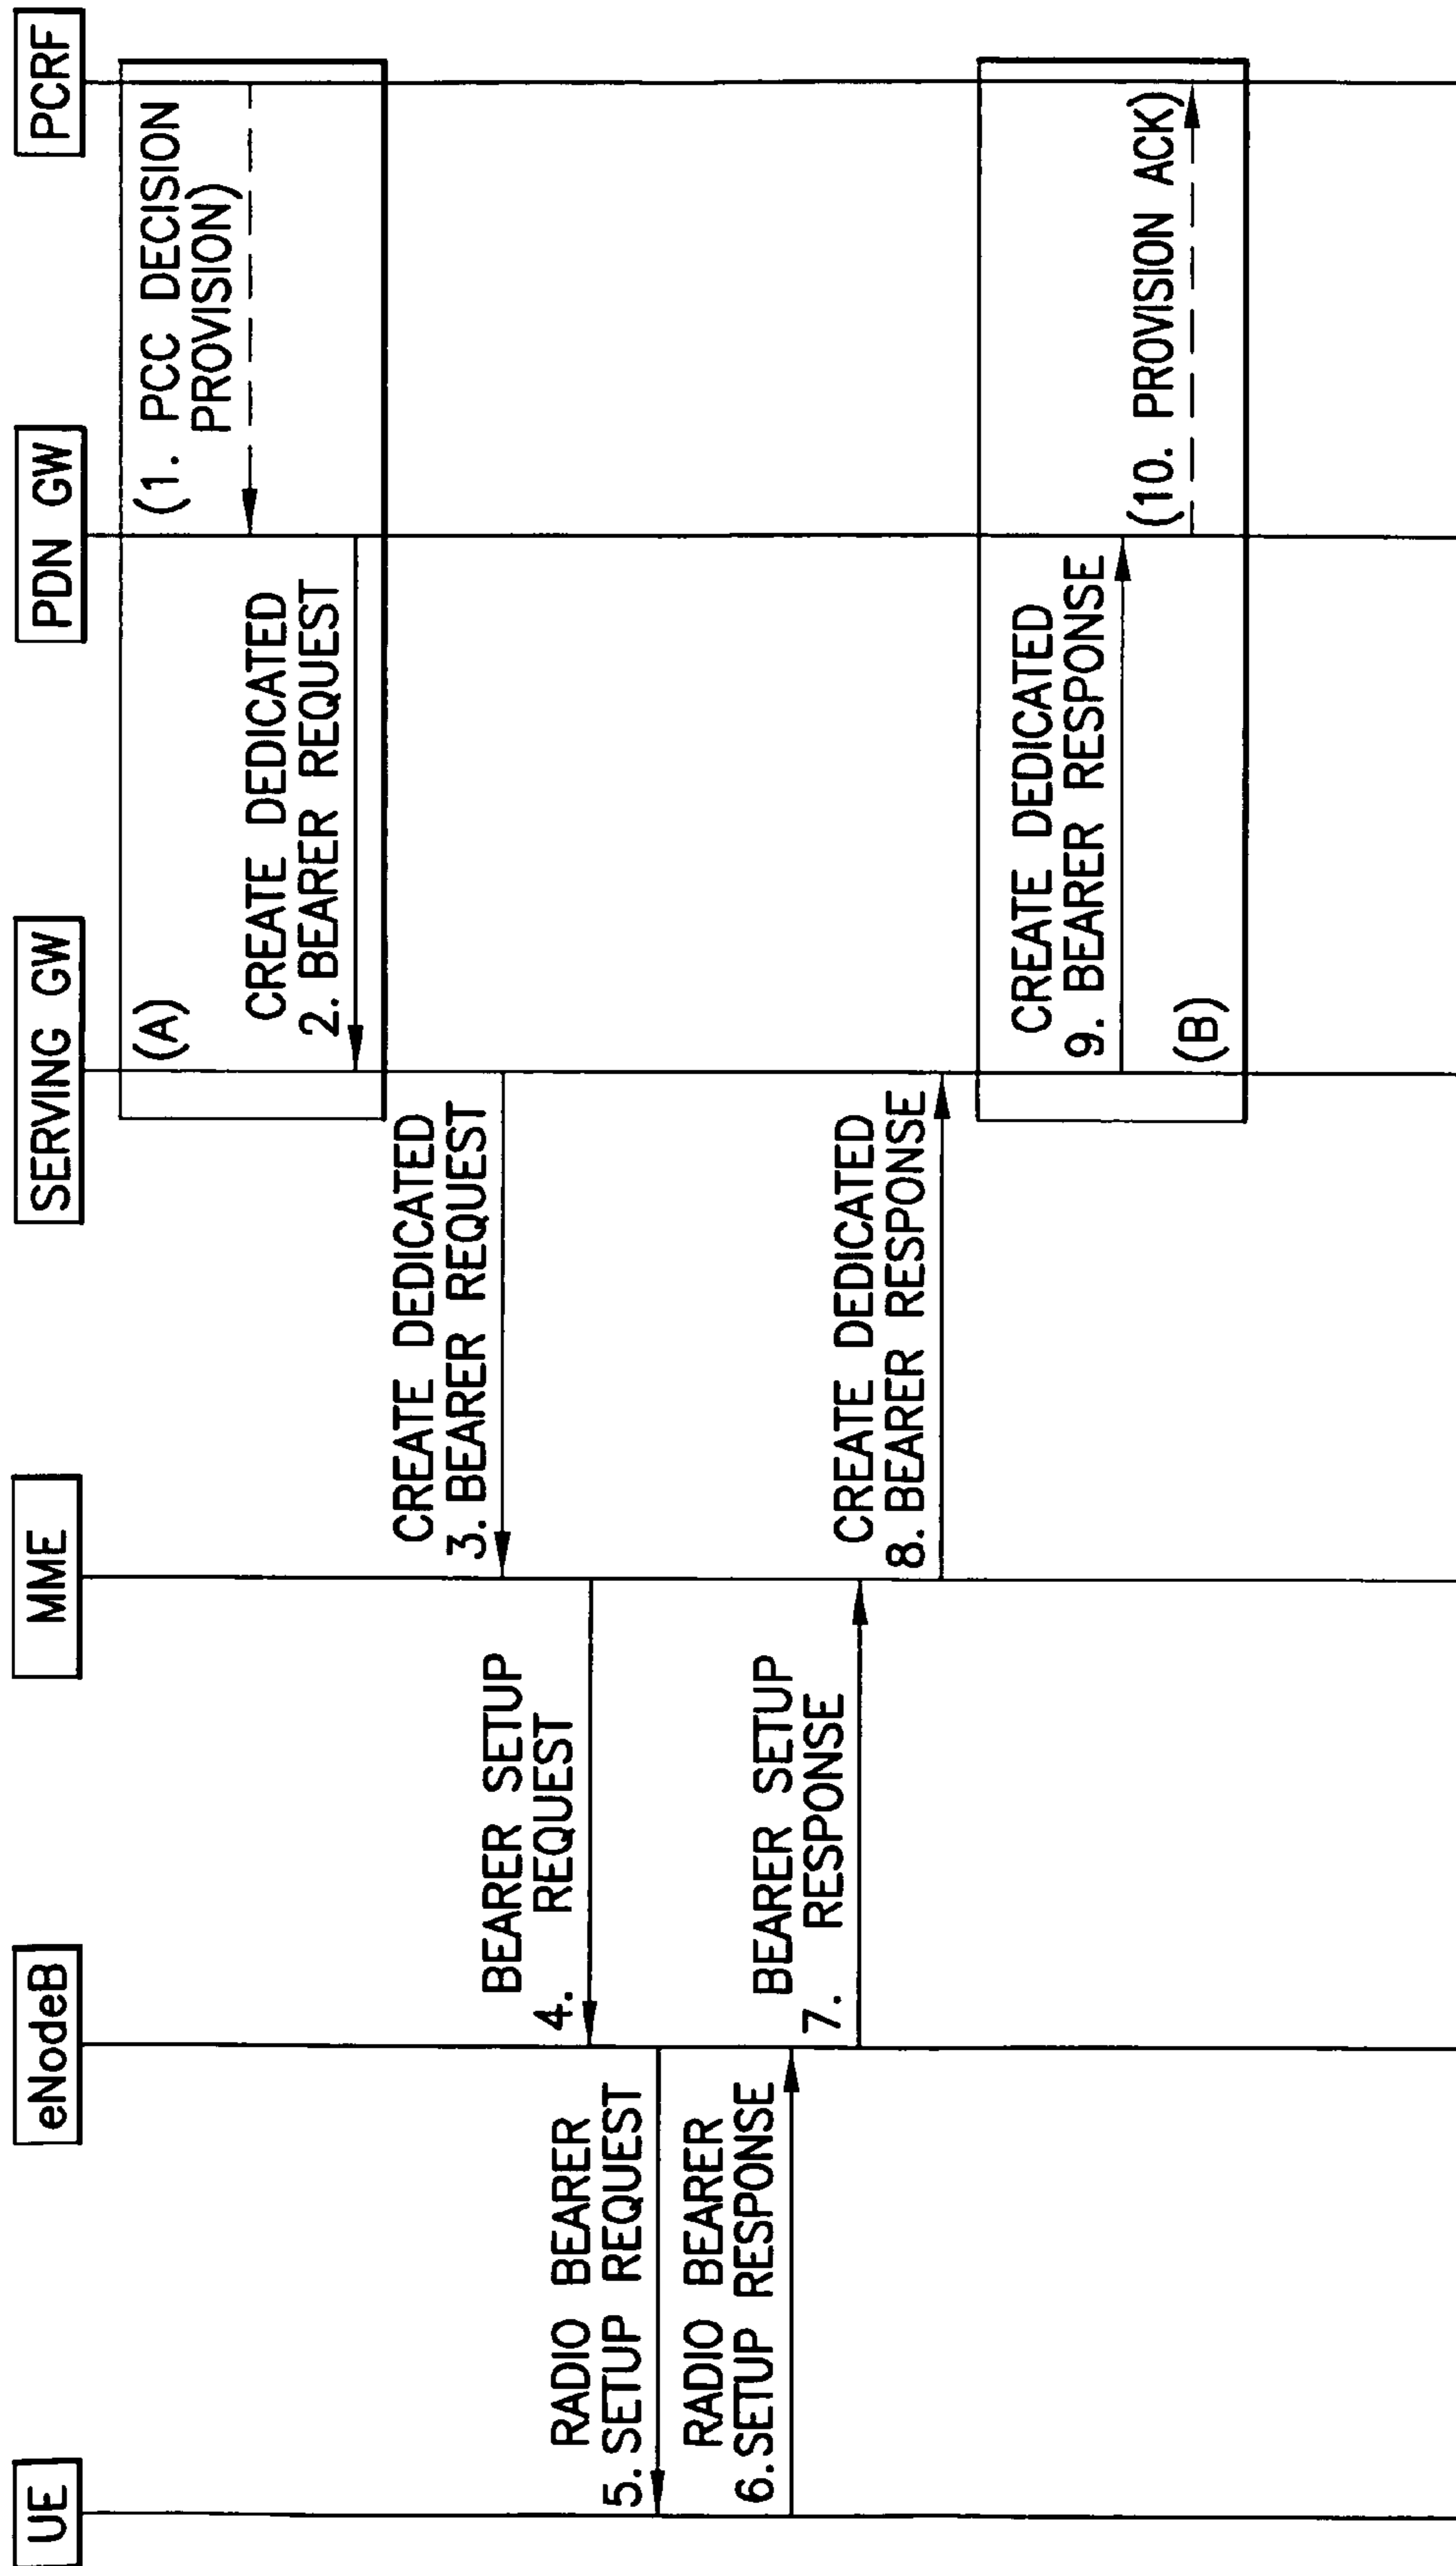 UE
eNodeB
MME
SERVING GW
PDN GW
PCRF
(A)
(1. PCC DECISION
PROVISION)
CREATE DEDICATED
2. BEARER REQUEST
CREATE DEDICATED
3. BEARER REQUEST
BEARER SETUP
4. REQUEST
RADIO BEARER
5. SETUP REQUEST
RADIO BEARER
6. SETUP RESPONSE
BEARER SETUP
7. RESPONSE
CREATE DEDICATED
8. BEARER RESPONSE
CREATE DEDICATED
9. BEARER RESPONSE
(10. PROVISION ACK)
(B)